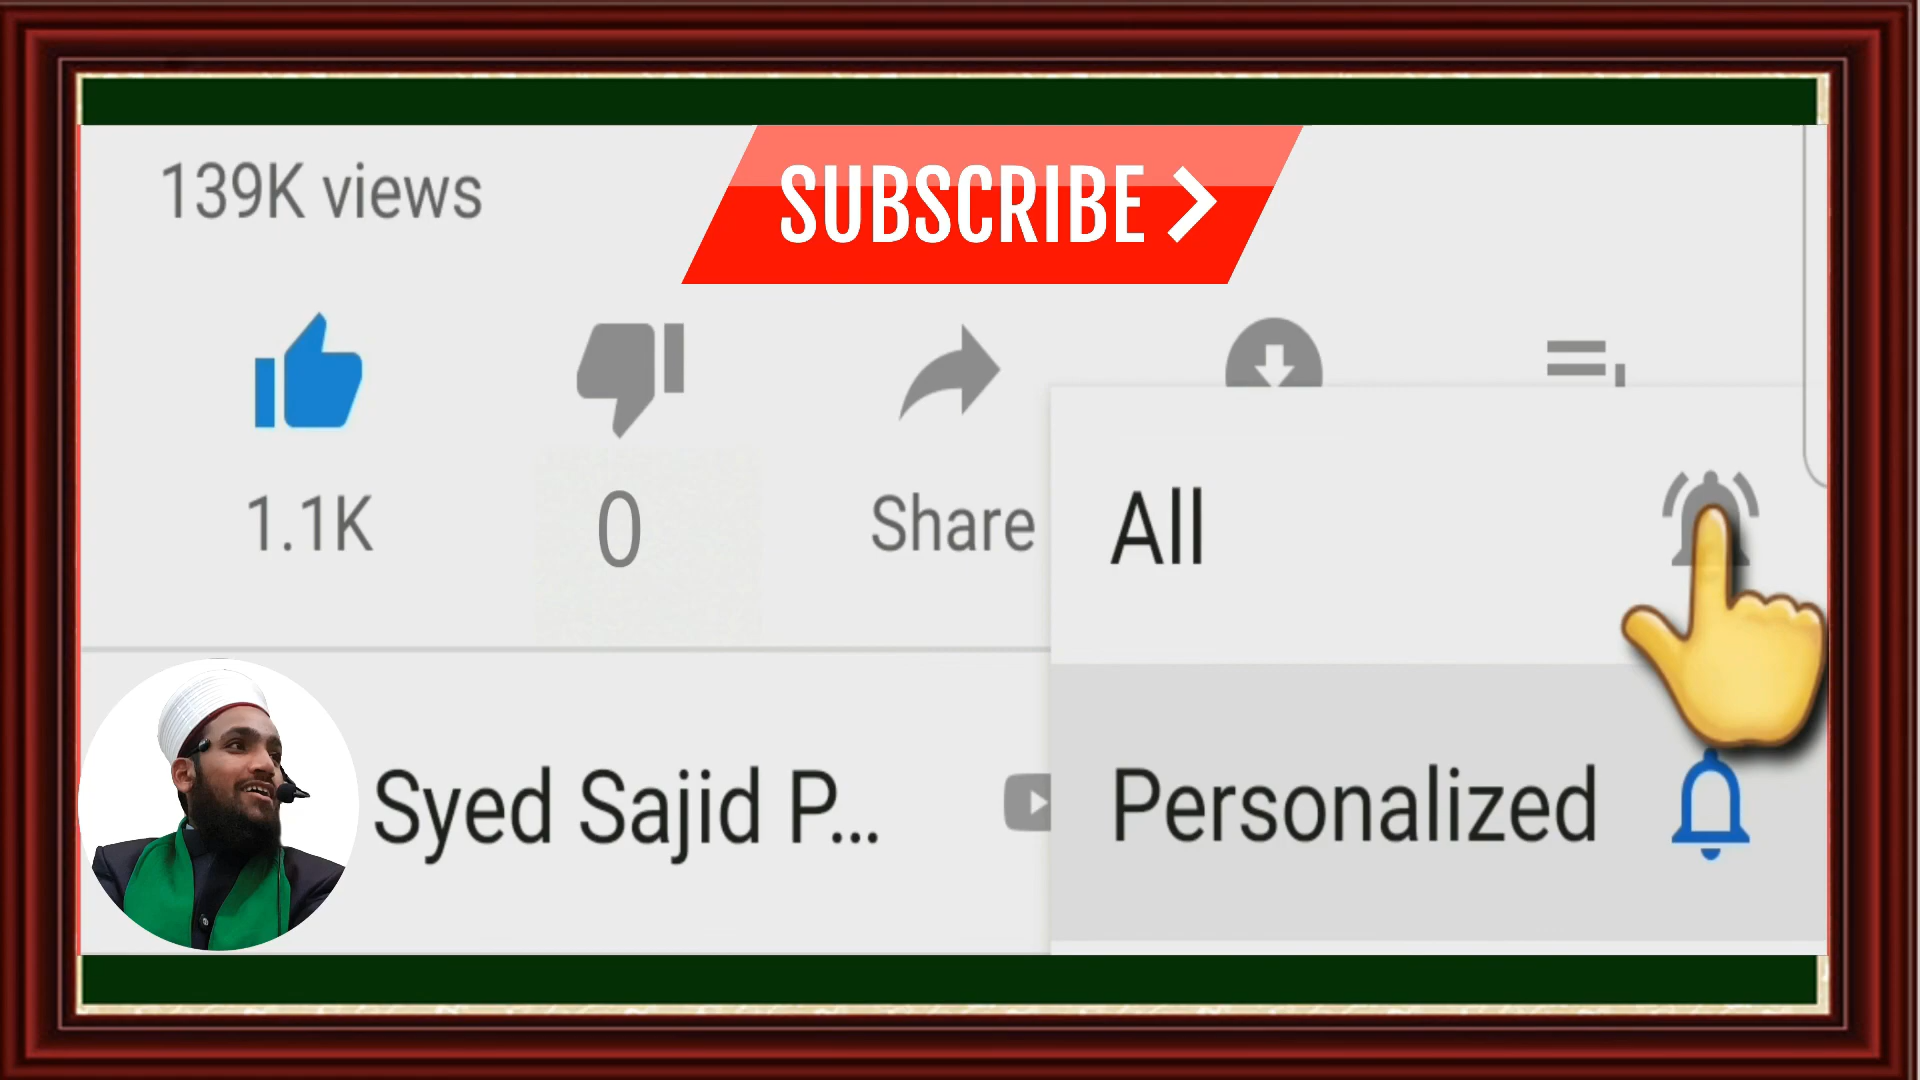 139K views
SUBSCRIBE
1.1K
0
Share
All
Syed Sajid P...
Personalized